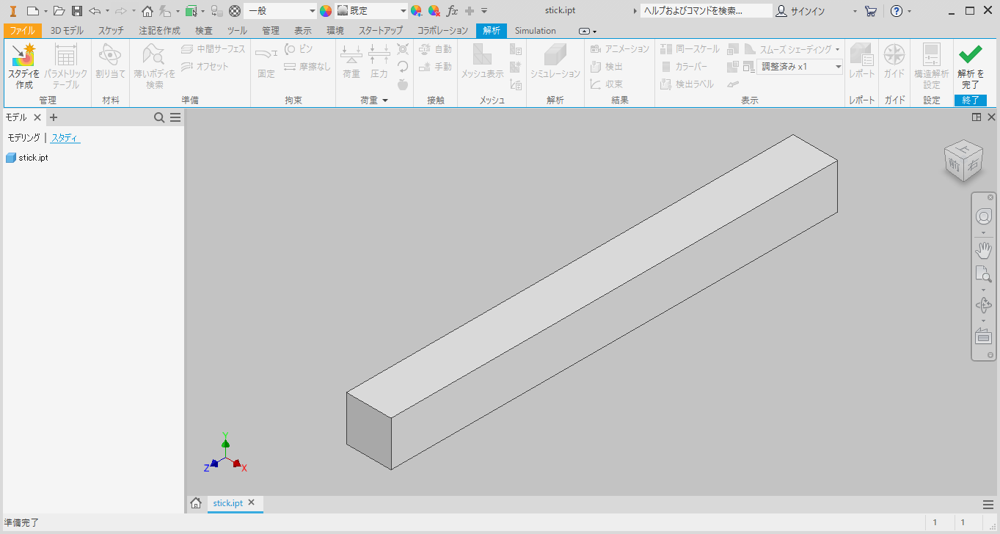 一般
既定
fx
stick.ipt
ヘルプおよびコマンドを検索...
サインイン
ファイル 3D モデル スケッチ 注記を作成 検査 ツール 管理 表示 環境 スタートアップ コラボレーション 解析 Simulation
スタディを
作成
パラメトリック
テーブル
管理
割り当て
材料
薄いボディを
検索
中間サーフェス
オフセット
準備
固定
ピン
摩擦なし
拘束
荷重
圧力
荷重
自動
手動
接触
メッシュ表示
メッシュ
シミュレーション
解析
アニメーション
検出
収束
結果
同一スケール
カラーバー
検出ラベル
スムーズ シェーディング
調整済み x1
表示
レポート
レポート
ガイド
ガイド
構造解析
設定
設定
解析 を
完了
終了
モデル
モデリング
スタディ
stick.ipt
上
前
右
Y
Z
X
stick.ipt
準備完了
1
1